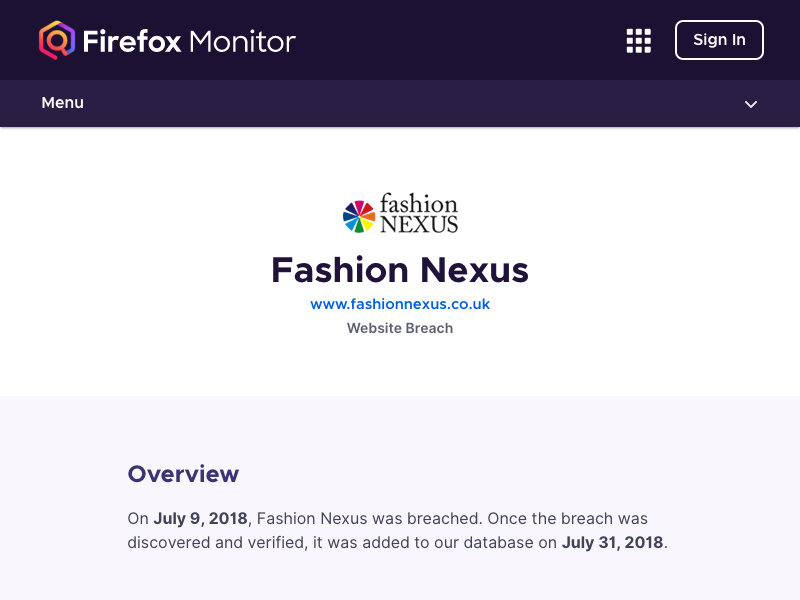 Firefox Monitor
Sign In
Menu
fashion
NEXUS
Fashion Nexus
www.fashionnexus.co.uk
Website Breach
Overview
On July 9, 2018, Fashion Nexus was breached. Once the breach was
discovered and verified, it was added to our database on July 31, 2018.